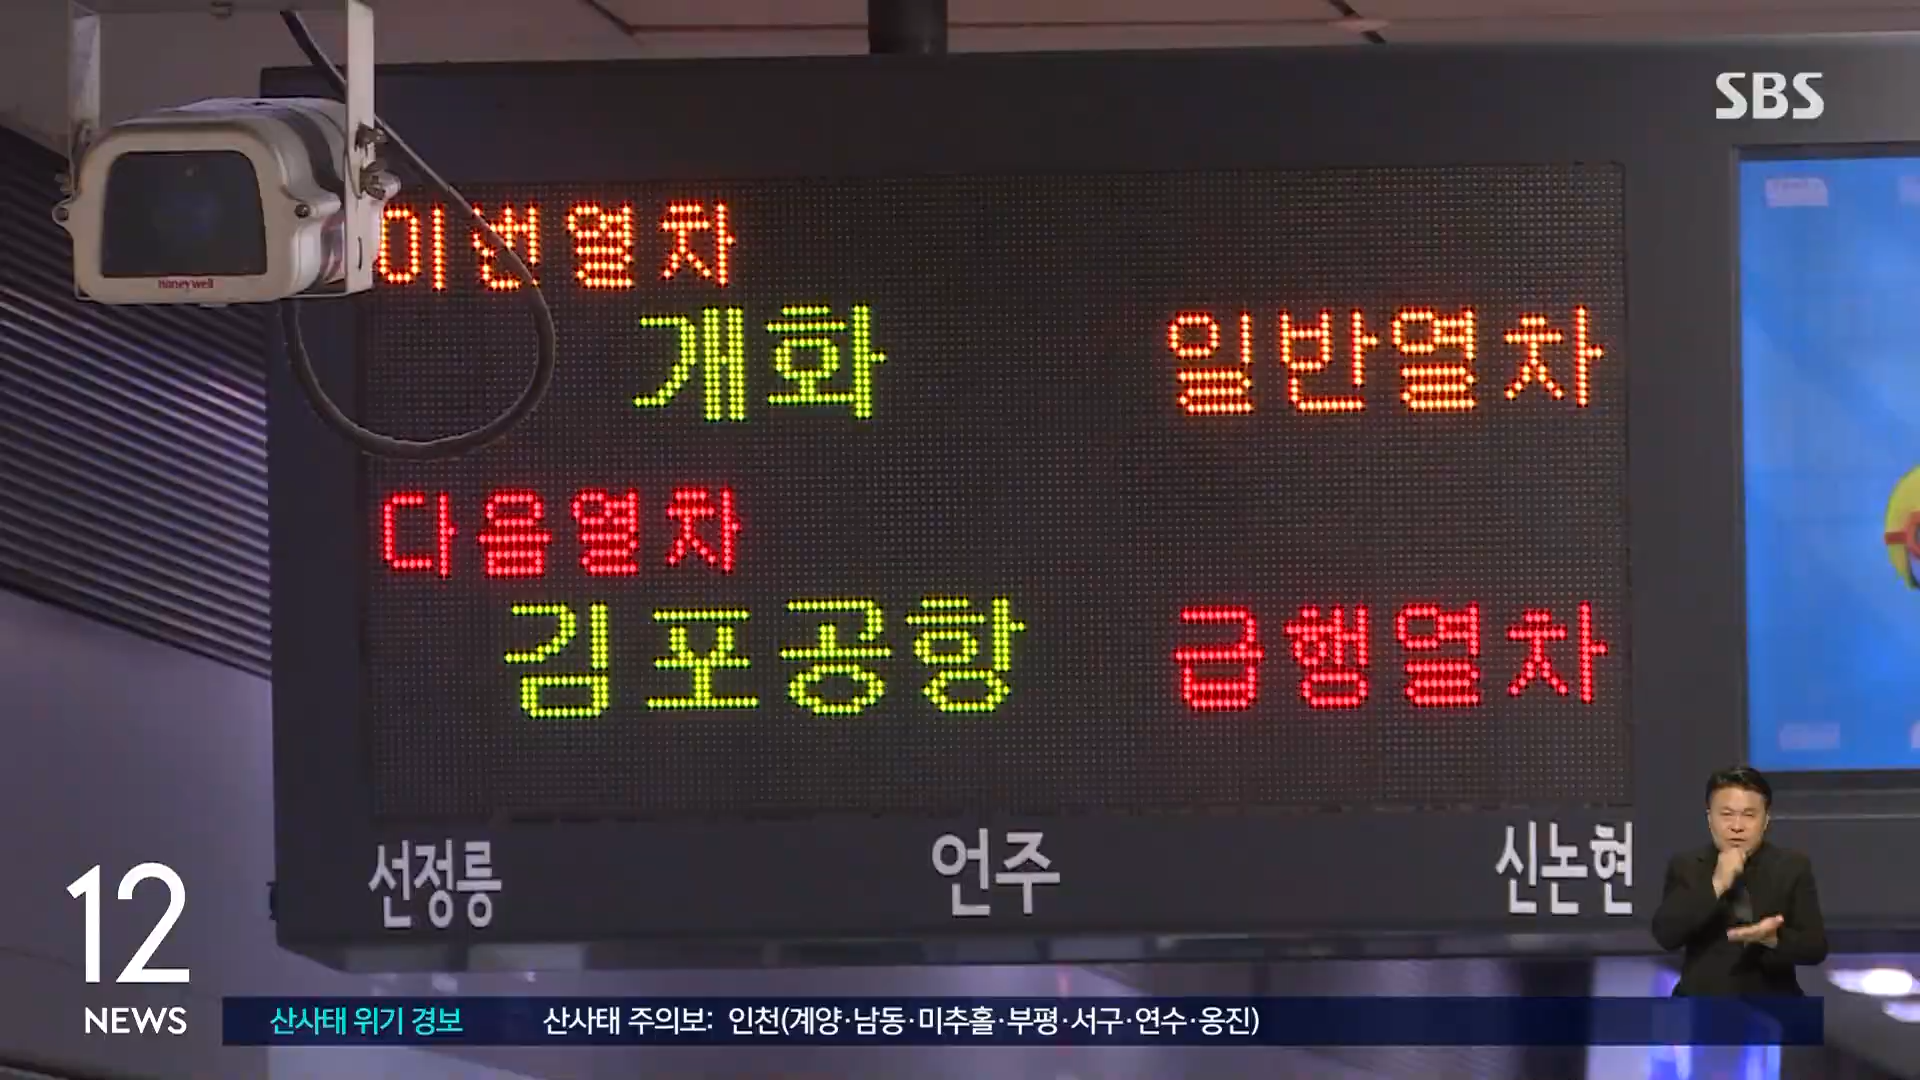 SBS
honeywell
이번열차
개화 일반열차
다음열차
김포공항 급행열차
선정릉 언주 신논현
12
NEWS
산사태 위기 경보 산사태 주의보: 인천(계양·남동·미추홀·부평·서구·연수·옹진)